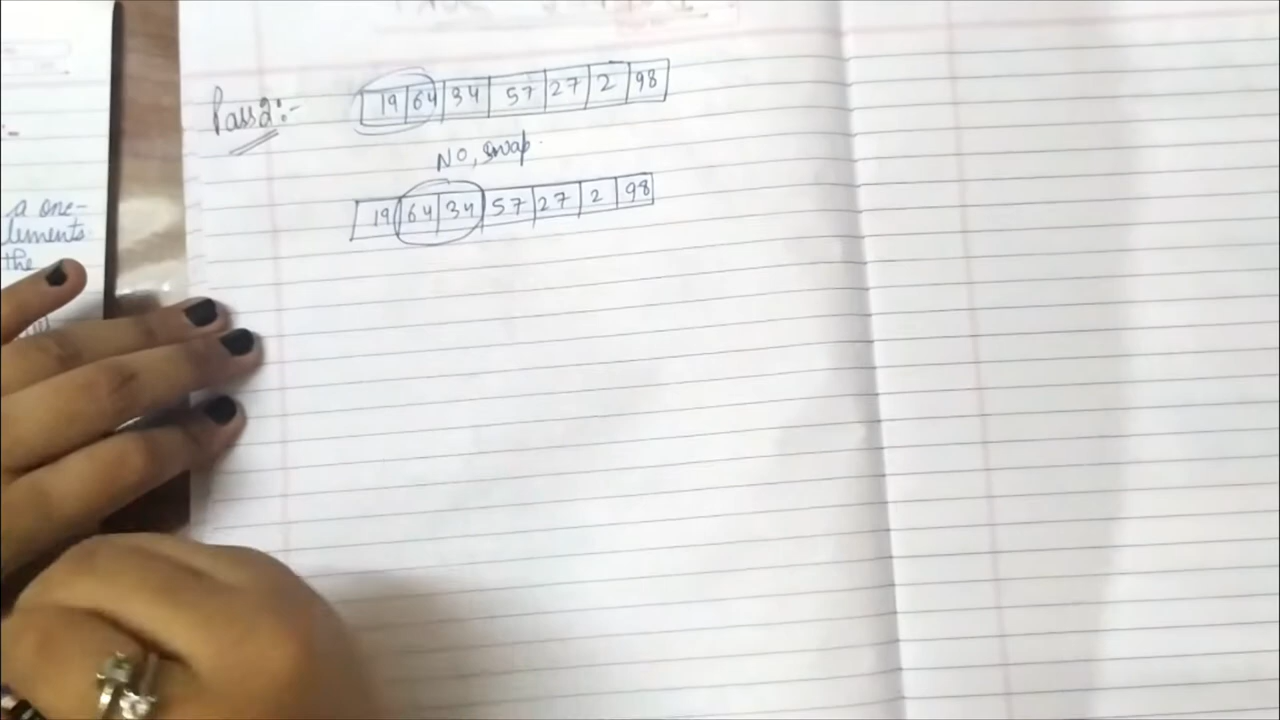 Pass 2:-
19 64 34 57 27 2 98
NO, swap.
19 64 34 57 27 2 98
a one-
lements
the